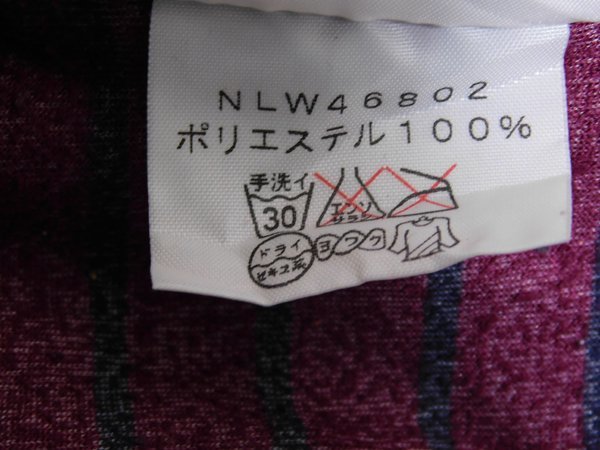 NLW46802
ポリエステル100%
手洗イ
30
エンソ
サラシ
ドライ
セキユ系
ヨワク